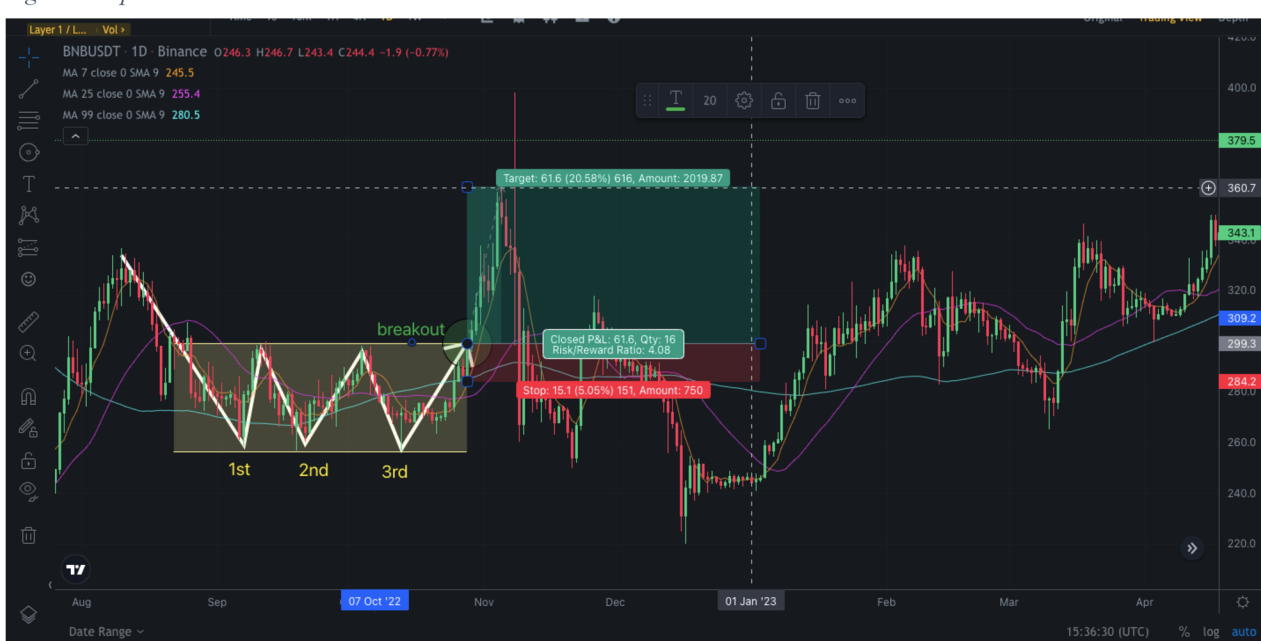 Layer 1 / L... Vol >
Original Trading View Depth
BNBUSDT · 1D · Binance O246.3 H246.7 L243.4 C244.4 −1.9 (−0.77%)
MA 7 close 0 SMA 9 245.5
MA 25 close 0 SMA 9 255.4
MA 99 close 0 SMA 9 280.5
20
420.0
400.0
379.5
Target: 61.6 (20.58%) 616, Amount: 2019.87
360.7
343.1
340.0
320.0
309.2
breakout
Closed P&L: 61.6, Qty: 16
Risk/Reward Ratio: 4.08
299.3
Stop: 15.1 (5.05%) 151, Amount: 750
284.2
280.0
260.0
1st 2nd 3rd
240.0
220.0
Aug Sep 07 Oct '22 Nov Dec 01 Jan '23 Feb Mar Apr
Date Range 15:36:30 (UTC) % log auto